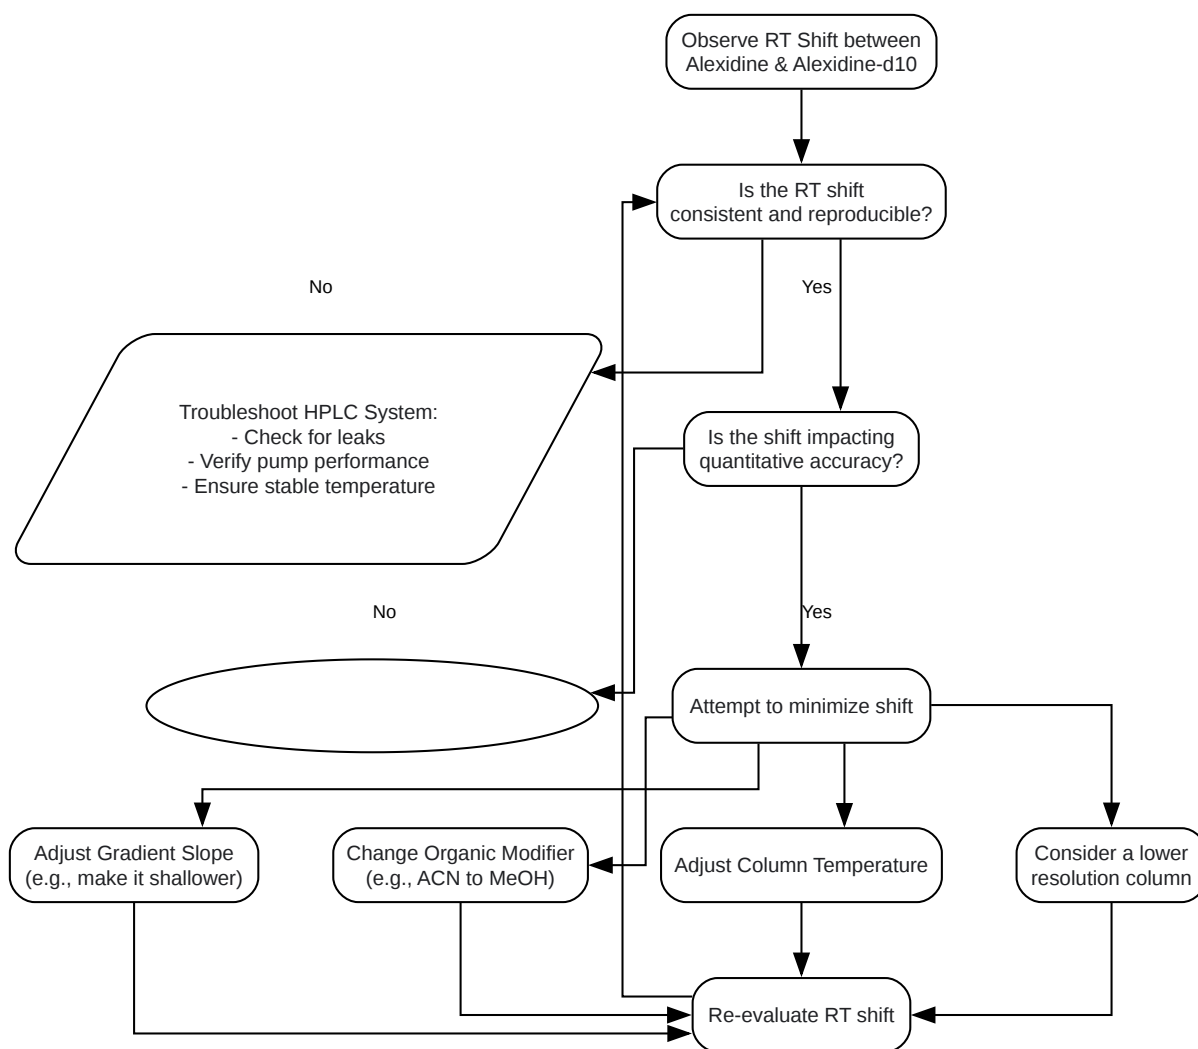 Observe RT Shift between
Alexidine & Alexidine-d10
Is the RT shift
consistent and reproducible?
No
Yes
Troubleshoot HPLC System:
- Check for leaks
- Verify pump performance
- Ensure stable temperature
Is the shift impacting
quantitative accuracy?
No
Yes
Attempt to minimize shift
Adjust Gradient Slope
(e.g., make it shallower)
Change Organic Modifier
(e.g., ACN to MeOH)
Adjust Column Temperature
Consider a lower
resolution column
Re-evaluate RT shift